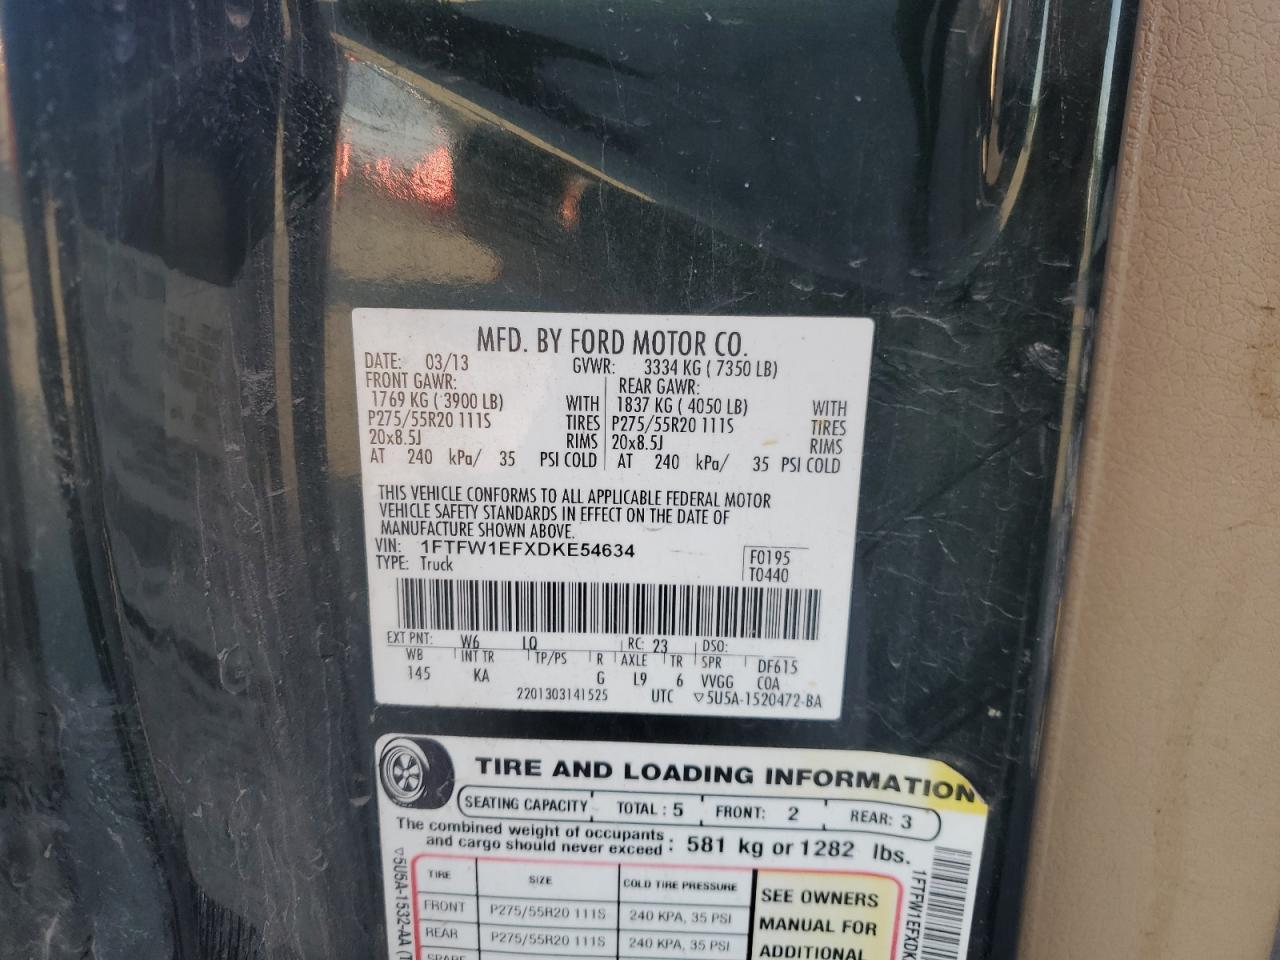 MFD. BY FORD MOTOR CO.
DATE: 03/13 GVWR: 3334 KG ( 7350 LB)
FRONT GAWR: REAR GAWR:
1769 KG ( 3900 LB) WITH 1837 KG ( 4050 LB) WITH
P275/55R20 111S TIRES P275/55R20 111S TIRES
20x8.5J RIMS 20x8.5J RIMS
AT 240 kPa/ 35 PSI COLD AT 240 kPa/ 35 PSI COLD
THIS VEHICLE CONFORMS TO ALL APPLICABLE FEDERAL MOTOR
VEHICLE SAFETY STANDARDS IN EFFECT ON THE DATE OF
MANUFACTURE SHOWN ABOVE.
VIN: 1FTFW1EFXDKE54634 F0195
TYPE: Truck T0440
EXT PNT: W6 LQ RC: 23 DSO:
WB INT TR TP/PS R AXLE TR SPR DF615
145 KA G L9 6 VVGG COA
2201303141525 UTC ▽5U5A-1520472-BA
TIRE AND LOADING INFORMATION
SEATING CAPACITY TOTAL : 5 FRONT: 2 REAR: 3
The combined weight of occupants
and cargo should never exceed : 581 kg or 1282 lbs.
TIRE SIZE COLD TIRE PRESSURE
FRONT P275/55R20 111S 240 KPA, 35 PSI
REAR P275/55R20 111S 240 KPA, 35 PSI
SPARE
SEE OWNERS
MANUAL FOR
ADDITIONAL
▽5U5A-1532-AA (T
1FTFW1EFXDK